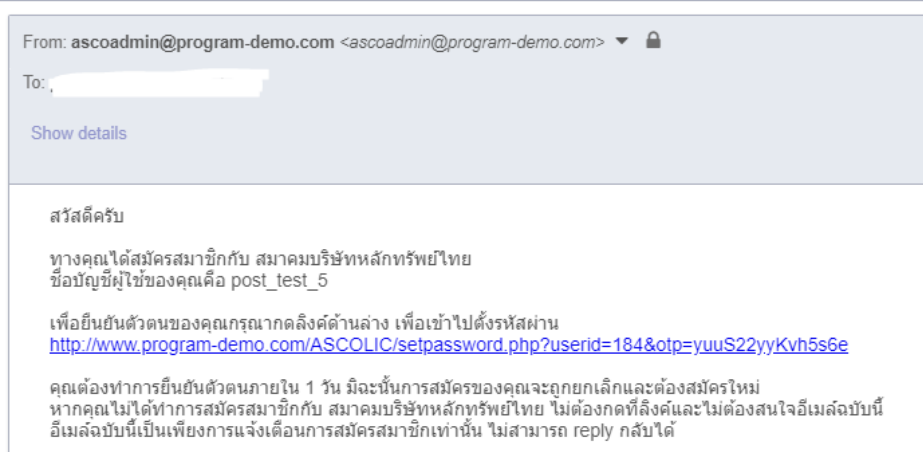 From: ascoadmin@program-demo.com <ascoadmin@program-demo.com>
To:
Show details
สวัสดีครับ
ทางคุณได้สมัครสมาชิกกับ สมาคมบริษัทหลักทรัพย์ไทย
ชื่อบัญชีผู้ใช้ของคุณคือ post_test_5
เพื่อยืนยันตัวตนของคุณกรุณากดลิงค์ด้านล่าง เพื่อเข้าไปตั้งรหัสผ่าน
http://www.program-demo.com/ASCOLIC/setpassword.php?userid=184&otp=yuuS22yyKvh5s6e
คุณต้องทำการยืนยันตัวตนภายใน 1 วัน มิฉะนั้นการสมัครของคุณจะถูกยกเลิกและต้องสมัครใหม่
หากคุณไม่ได้ทำการสมัครสมาชิกกับ สมาคมบริษัทหลักทรัพย์ไทย ไม่ต้องกดที่ลิงค์และไม่ต้องสนใจอีเมล์ฉบับนี้
อีเมล์ฉบับนี้เป็นเพียงการแจ้งเตือนการสมัครสมาชิกเท่านั้น ไม่สามารถ reply กลับได้